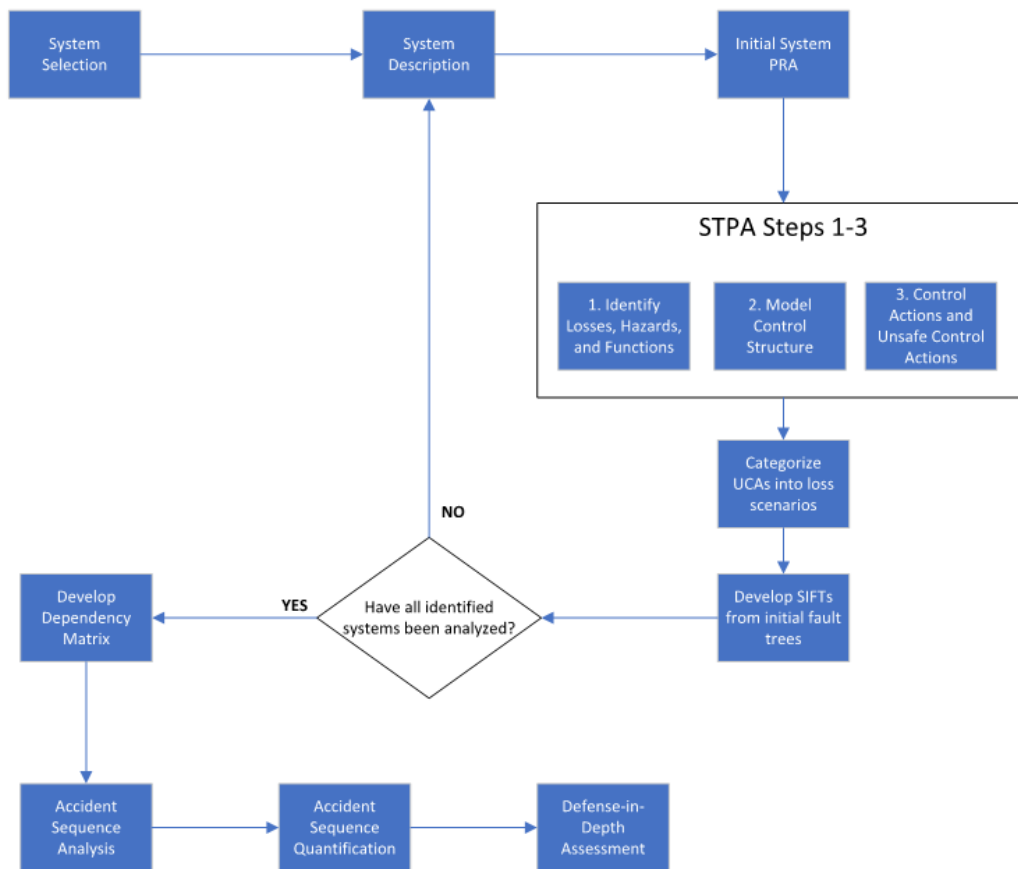 System
Selection
System
Description
Initial System
PRA
STPA Steps 1-3
1. Identify
Losses, Hazards,
and Functions
2. Model
Control
Structure
3. Control
Actions and
Unsafe Control
Actions
Categorize
UCAs into loss
scenarios
Develop SIFTs
from initial fault
trees
Have all identified
systems been analyzed?
NO
YES
Develop
Dependency
Matrix
Accident
Sequence
Analysis
Accident
Sequence
Quantification
Defense-in-
Depth
Assessment